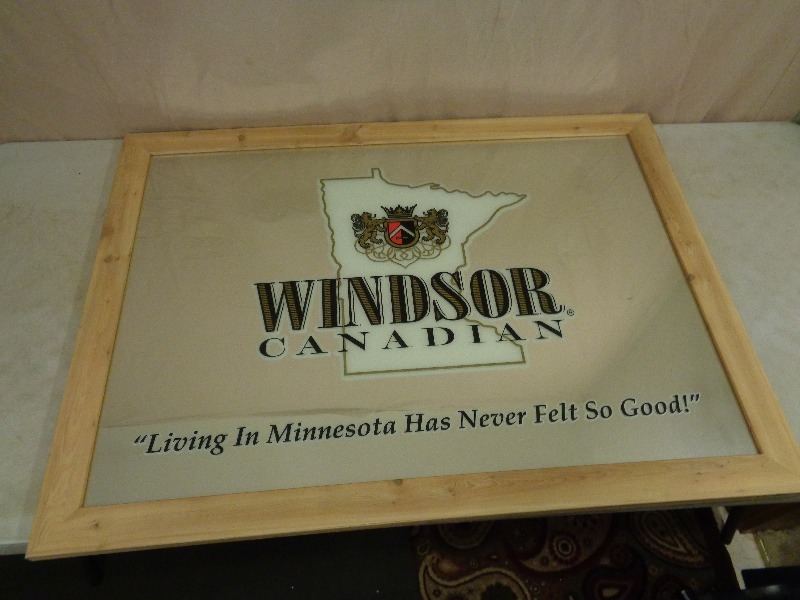 WINDSOR®
CANADIAN
“Living In Minnesota Has Never Felt So Good!”